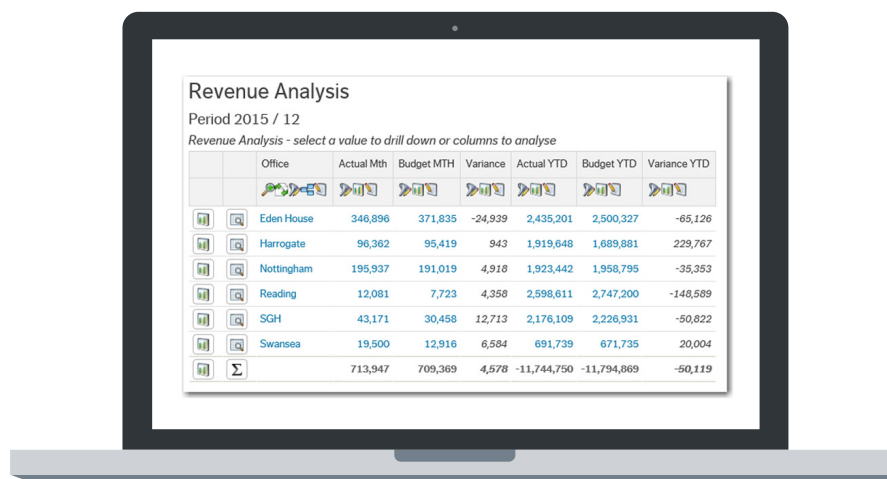 Revenue Analysis
Period 2015 / 12
Revenue Analysis - select a value to drill down or columns to analyse
Office Actual Mth Budget MTH Variance Actual YTD Budget YTD Variance YTD
Eden House 346,896 371,835 -24,939 2,435,201 2,500,327 -65,126
Harrogate 96,362 95,419 943 1,919,648 1,689,881 229,767
Nottingham 195,937 191,019 4,918 1,923,442 1,958,795 -35,353
Reading 12,081 7,723 4,358 2,598,611 2,747,200 -148,589
SGH 43,171 30,458 12,713 2,176,109 2,226,931 -50,822
Swansea 19,500 12,916 6,584 691,739 671,735 20,004
Σ 713,947 709,369 4,578 -11,744,750 -11,794,869 -50,119